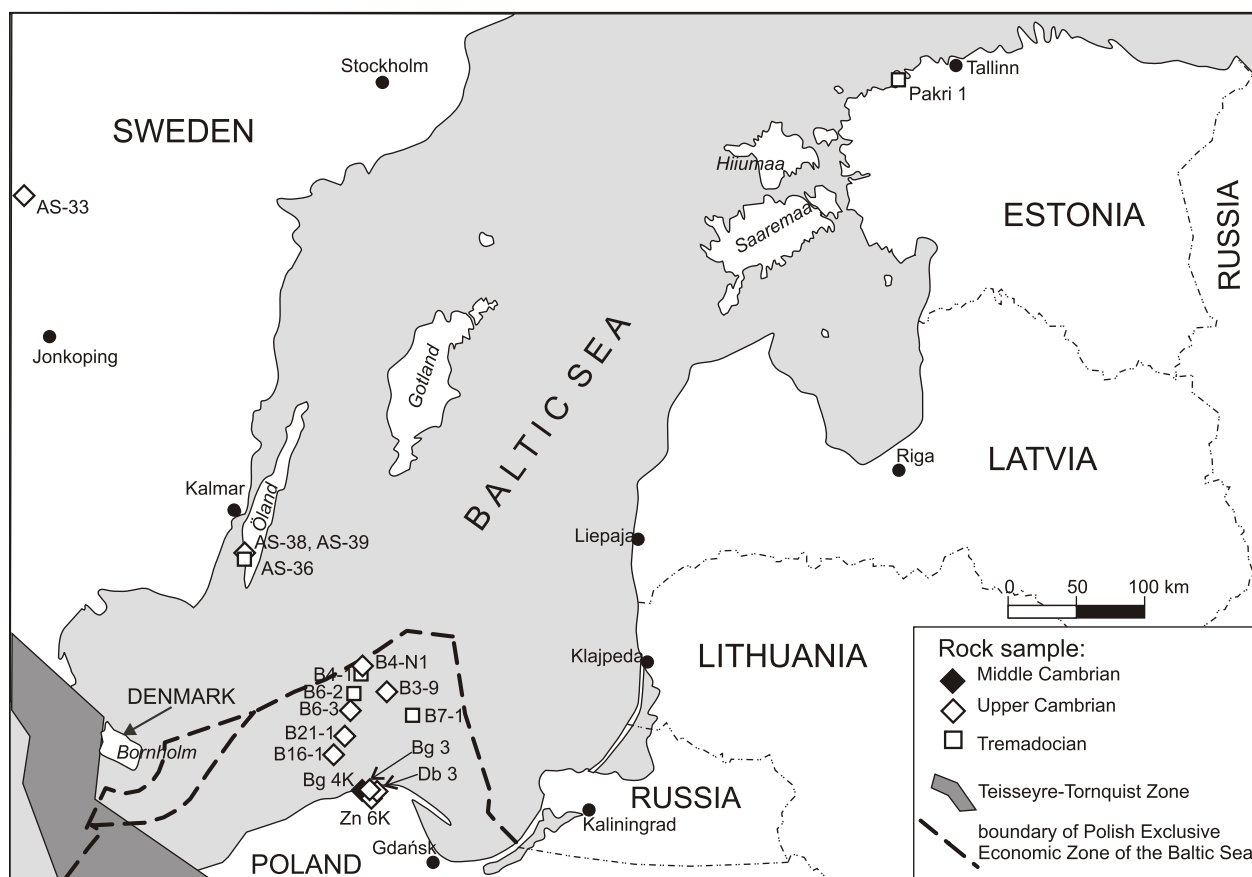 Stockholm
Tallinn
Pakri 1
SWEDEN
Hiiumaa
AS-33
Saaremaa
ESTONIA
RUSSIA
Jonkoping
Gotland
BALTIC SEA
Riga
LATVIA
Kalmar
Öland
Liepaja
AS-38, AS-39
AS-36
0 50 100 km
Klajpeda
LITHUANIA
B4-N1
B4-1
B6-2
B3-9
B6-3
B7-1
B21-1
B16-1
DENMARK
Bornholm
Bg 3
Bg 4K
Db 3
Zn 6K
RUSSIA
Kaliningrad
Gdańsk
POLAND
Rock sample:
Middle Cambrian
Upper Cambrian
Tremadocian
Teisseyre-Tornquist Zone
boundary of Polish Exclusive
Economic Zone of the Baltic Sea